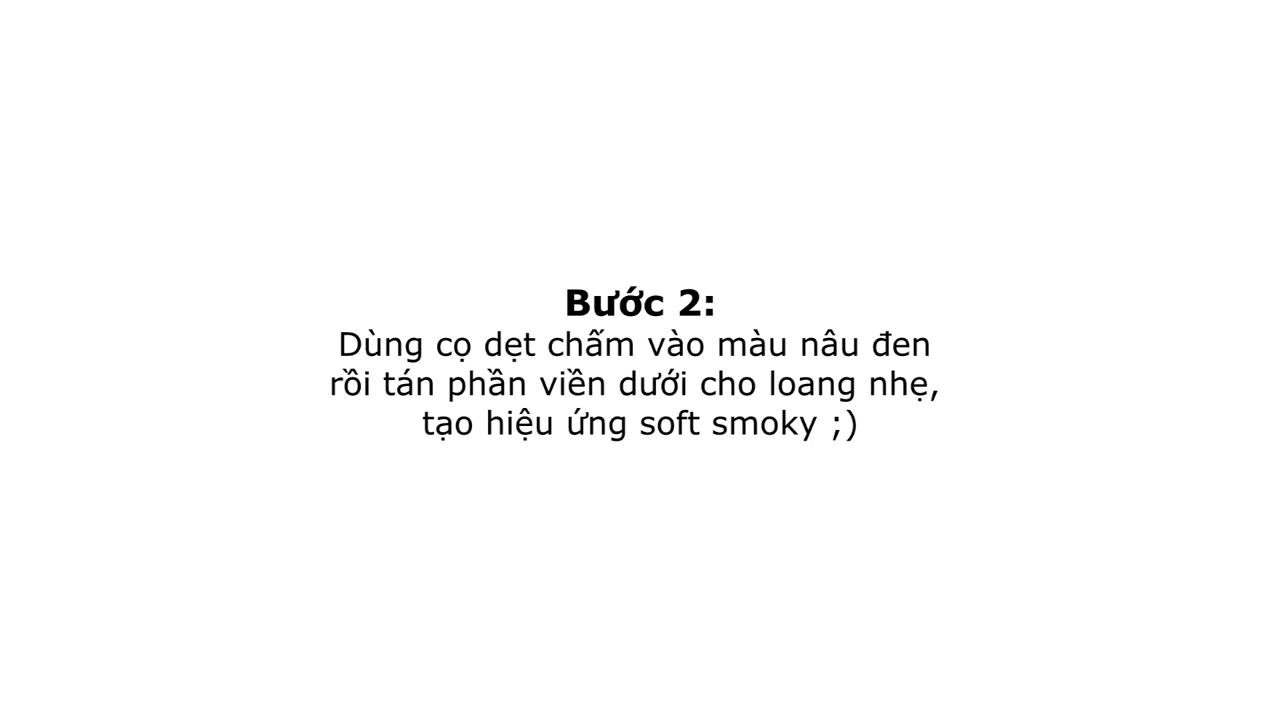 Bước 2:
Dùng cọ dẹt chấm vào màu nâu đen
rồi tán phần viền dưới cho loang nhẹ,
tạo hiệu ứng soft smoky ;)